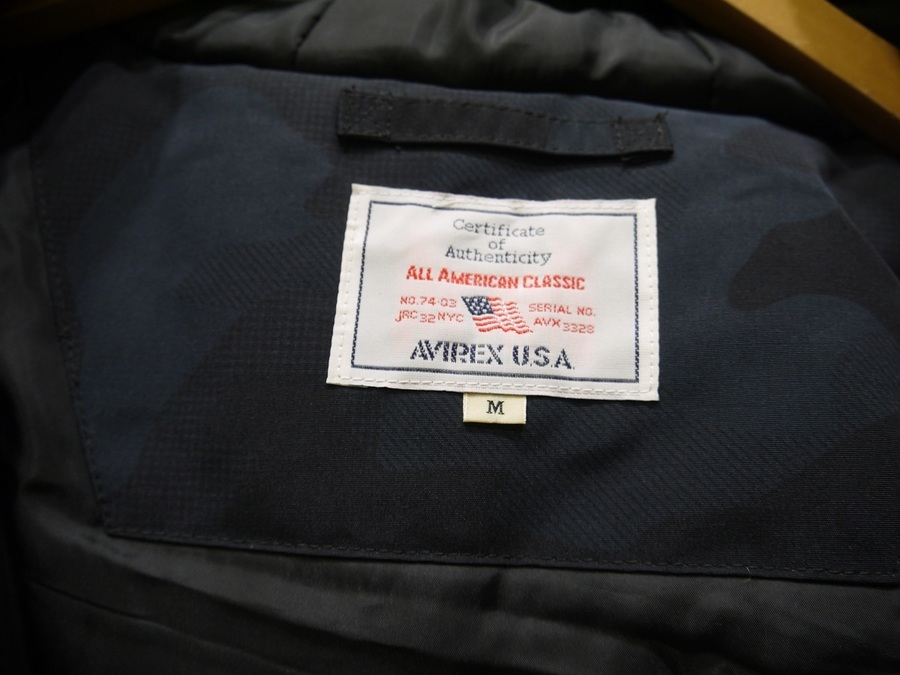 Certificate
of
Authenticity
ALL AMERICAN CLASSIC
NO.74-03 SERIAL NO.
JRC 32 NYC AVX 3328
AVIREX U.S.A.
M